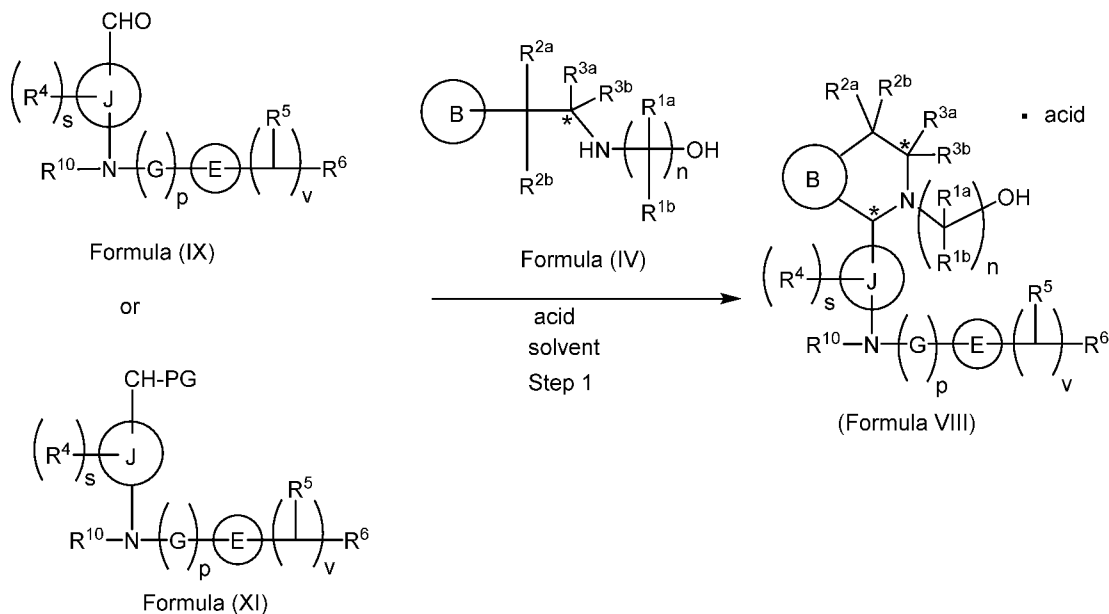 CHO
(R⁴)s J
R¹⁰ N (G)p E (R⁵)v R⁶
Formula (IX)
or
CH-PG
(R⁴)s J
R¹⁰ N (G)p E (R⁵)v R⁶
Formula (XI)
R²ᵃ
R³ᵃ
R³ᵇ
B
*
R¹ᵃ
HN ( )n OH
R²ᵇ
R¹ᵇ
Formula (IV)
acid
solvent
Step 1
R²ᵃ R²ᵇ
R³ᵃ
▪ acid
*
R³ᵇ
B
N
R¹ᵃ
OH
*
R¹ᵇ
n
(R⁴)s J
R⁵
R¹⁰ N (G)p E ( )v R⁶
(Formula VIII)